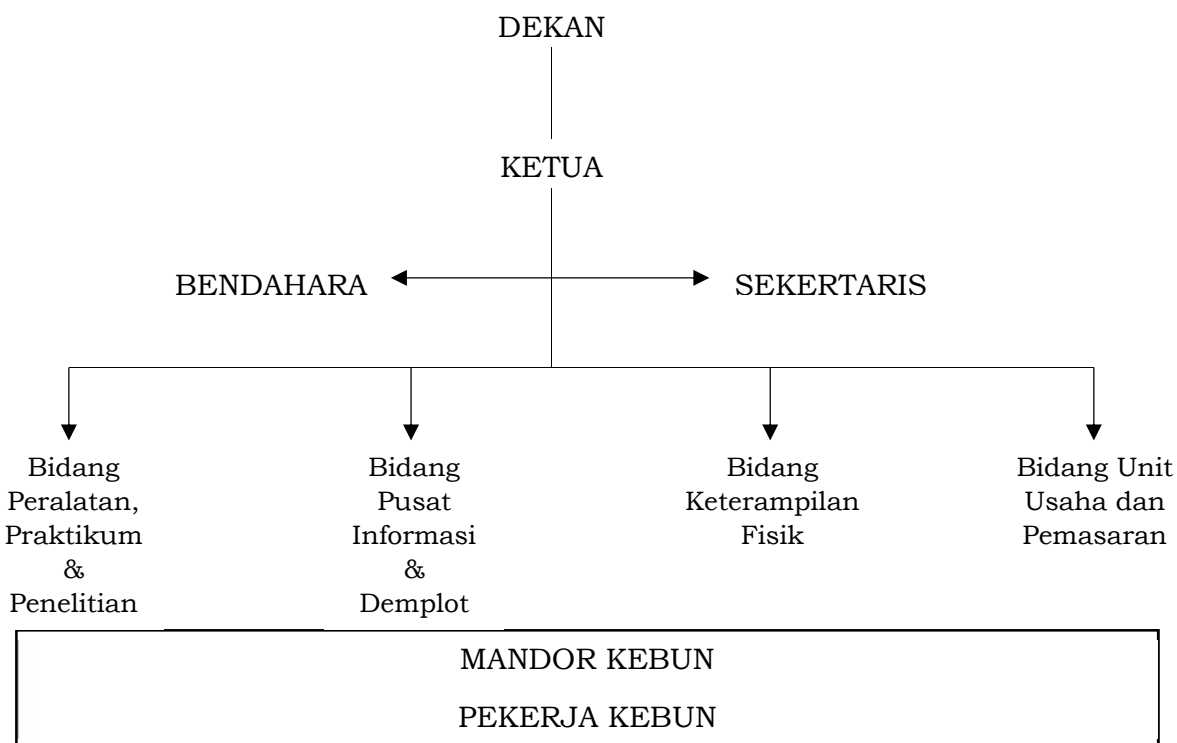 DEKAN
KETUA
BENDAHARA
SEKERTARIS
Bidang
Peralatan,
Praktikum
&
Penelitian
Bidang
Pusat
Informasi
&
Demplot
Bidang
Keterampilan
Fisik
Bidang Unit
Usaha dan
Pemasaran
MANDOR KEBUN
PEKERJA KEBUN